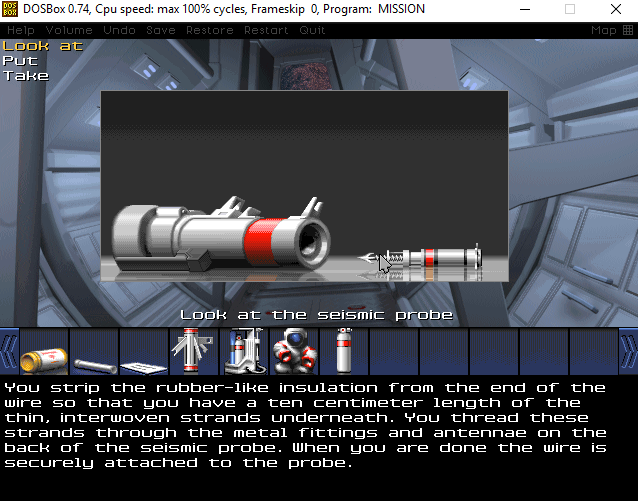 DOS
BOX
DOSBox 0.74, Cpu speed: max 100% cycles, Frameskip 0, Program: MISSION
Help Volume Undo Save Restore Restart Quit Map
Look at
Put
Take
Look at the seismic probe
You strip the rubber-like insulation from the end of the
wire so that you have a ten centimeter length of the
thin, interwoven strands underneath. You thread these
strands through the metal fittings and antennae on the
back of the seismic probe. When you are done the wire is
securely attached to the probe.